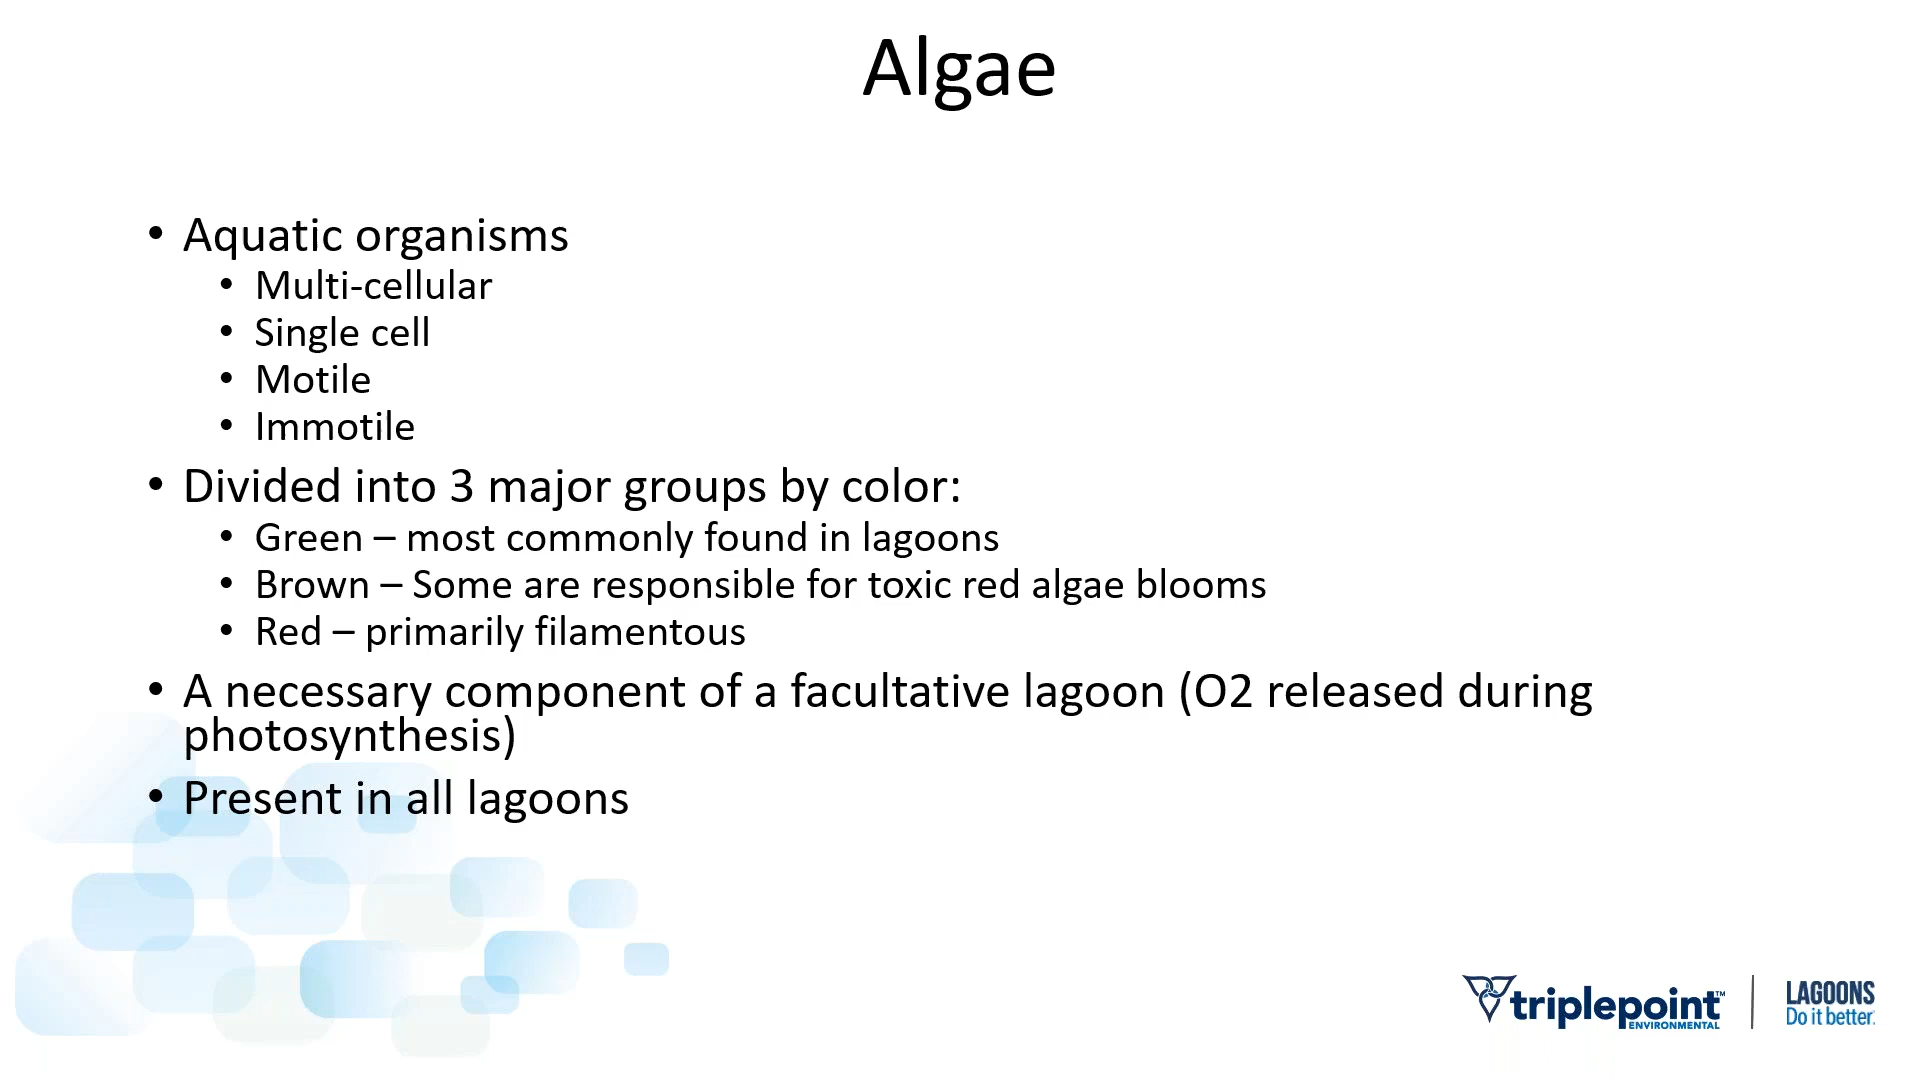 Algae
• Aquatic organisms
• Multi-cellular
• Single cell
• Motile
• Immotile
• Divided into 3 major groups by color:
• Green – most commonly found in lagoons
• Brown – Some are responsible for toxic red algae blooms
• Red – primarily filamentous
• A necessary component of a facultative lagoon (O2 released during
photosynthesis)
• Present in all lagoons
triplepoint™
ENVIRONMENTAL
LAGOONS
Do it better.